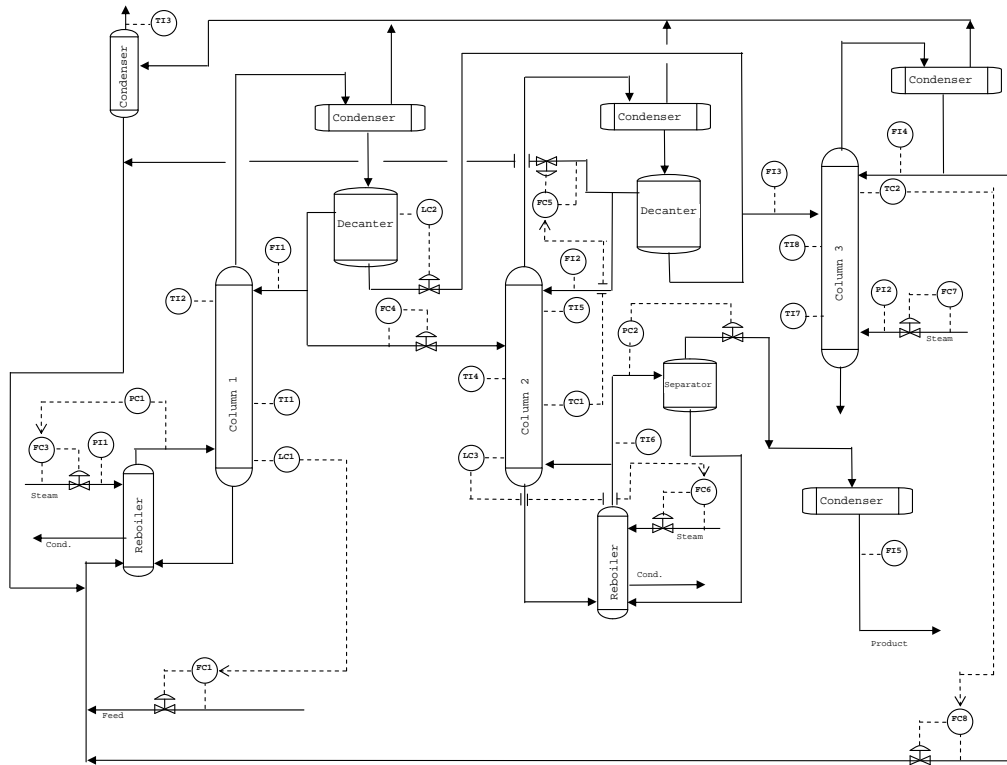 TI3
Condenser
Condenser
Condenser
Condenser
FI4
FI3
TC2
LC2
FC5
Decanter
Decanter
FI1
FI2
TI8
Column 3
TI2
TI5
PI2
FC7
FC4
PC2
TI7
Steam
Separator
TI4
Column 1
Column 2
PC1
TI1
TC1
FC3
PI1
LC1
LC3
TI6
FC6
Steam
Condenser
Reboiler
Steam
Cond.
Reboiler
FI5
Cond.
Product
FC1
Feed
FC8